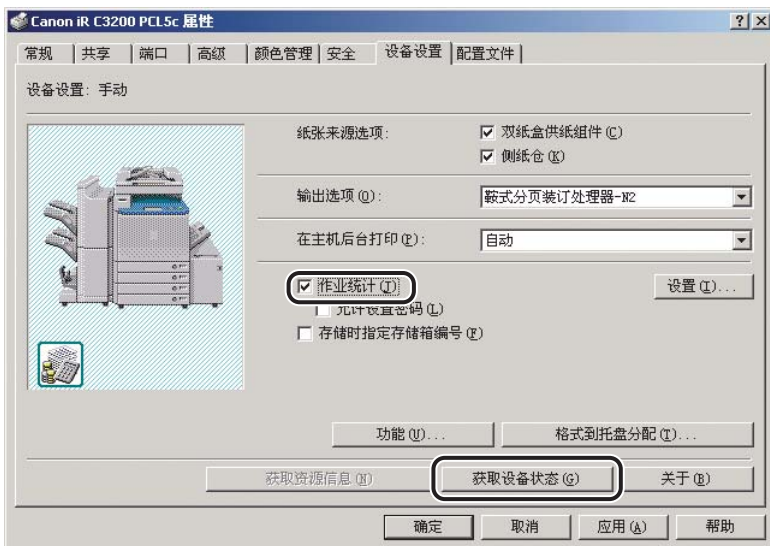 Canon iR C3200 PCL5c 属性
常规 共享 端口 高级 颜色管理 安全 设备设置 配置文件
设备设置: 手动
纸张来源选项: 双纸盒供纸组件(C)
侧纸仓(K)
输出选项(O): 鞍式分页装订处理器-N2
在主机后台打印(P): 自动
作业统计(J) 设置(I)...
允许设置密码(L)
存储时指定存储箱编号(F)
功能(U)... 格式到托盘分配(T)...
获取资源信息(N) 获取设备状态(G) 关于(B)
确定 取消 应用(A) 帮助